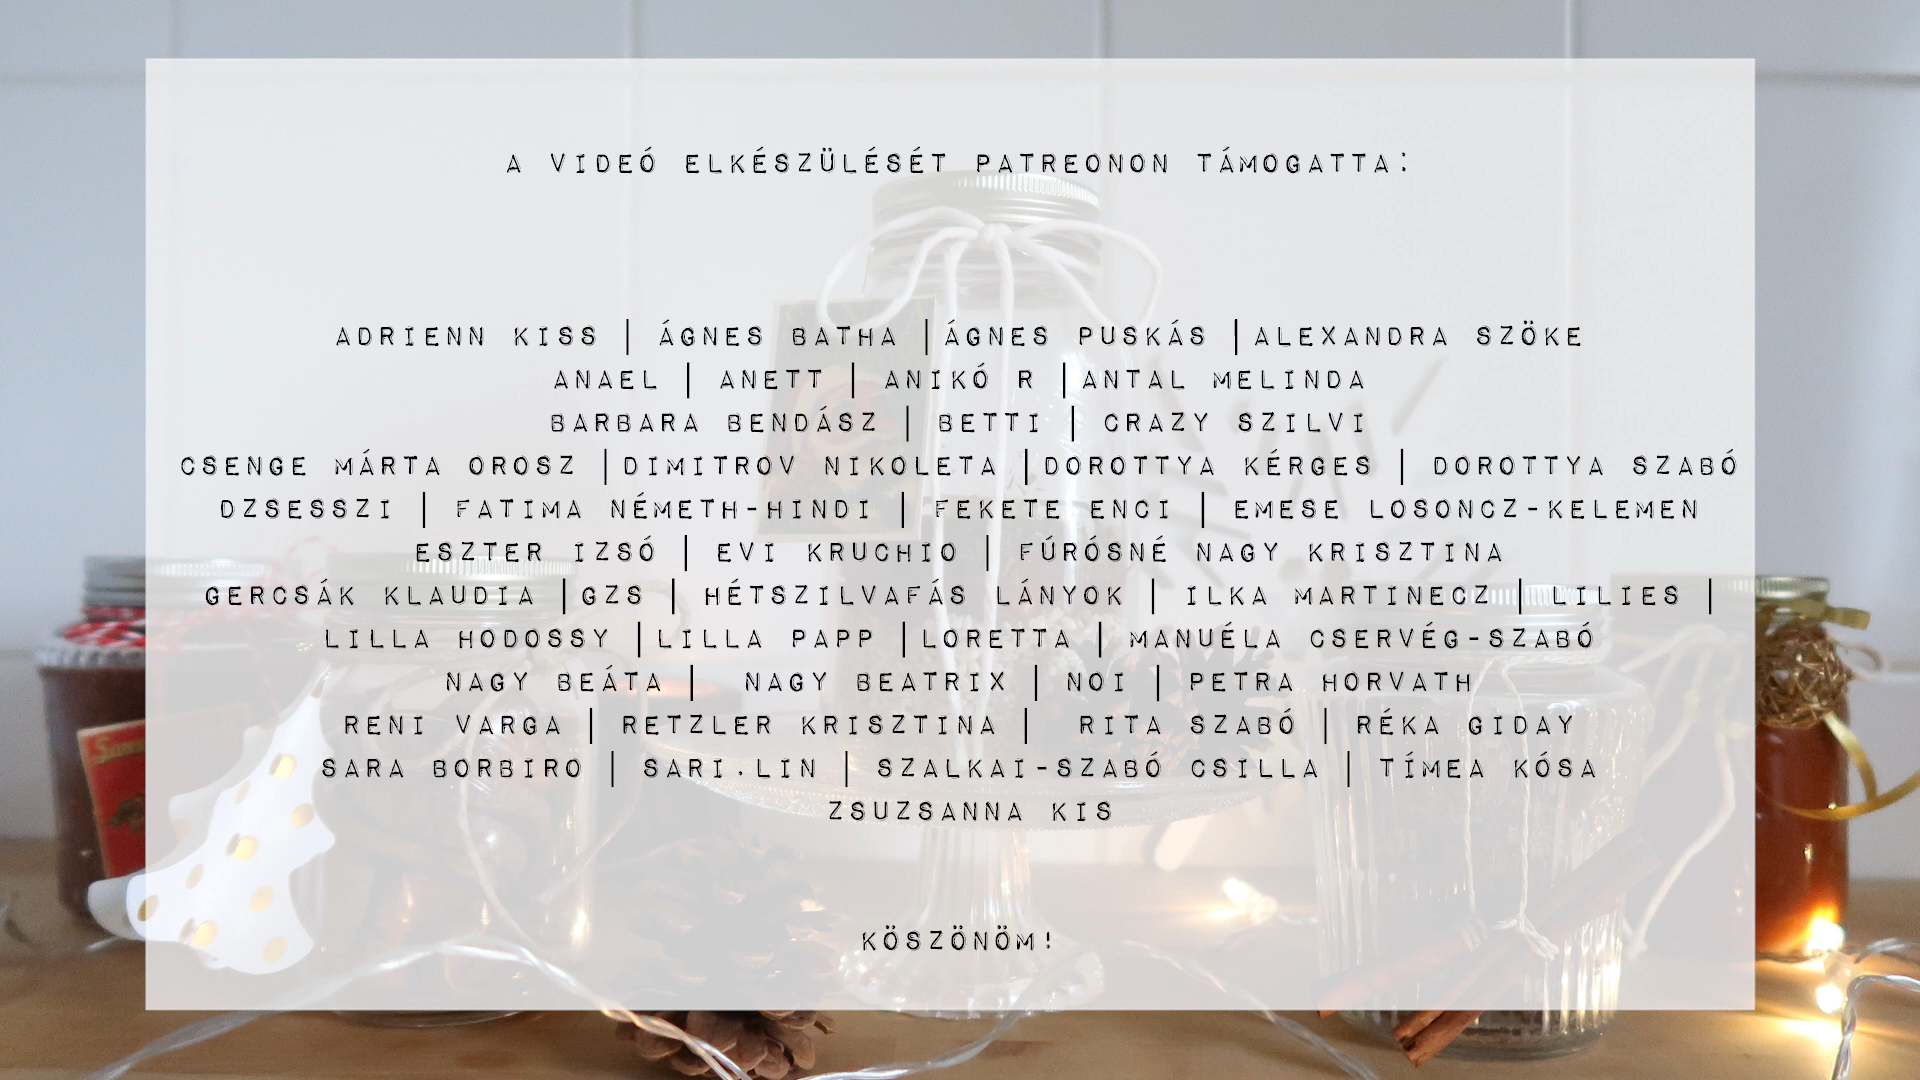 A VIDEÓ ELKÉSZÜLÉSÉT PATREONON TÁMOGATTA:
ADRIENN KISS | ÁGNES BATHA |ÁGNES PUSKÁS |ALEXANDRA SZÖKE
ANAEL | ANETT | ANIKÓ R |ANTAL MELINDA
BARBARA BENDÁSZ | BETTI | CRAZY SZILVI
CSENGE MÁRTA OROSZ |DIMITROV NIKOLETA |DOROTTYA KÉRGES | DOROTTYA SZABÓ
DZSESSZI | FATIMA NÉMETH-HINDI | FEKETE ENCI | EMESE LOSONCZ-KELEMEN
ESZTER IZSÓ | EVI KRUCHIO | FÚRÓSNÉ NAGY KRISZTINA
GERCSÁK KLAUDIA |GZS | HÉTSZILVAFÁS LÁNYOK | ILKA MARTINECZ | LILIES |
LILLA HODOSSY |LILLA PAPP |LORETTA | MANUÉLA CSERVÉG-SZABÓ
NAGY BEÁTA | NAGY BEATRIX | NOI | PETRA HORVATH
RENI VARGA | RETZLER KRISZTINA | RITA SZABÓ | RÉKA GIDAY
SARA BORBIRO | SARI.LIN | SZALKAI-SZABÓ CSILLA | TÍMEA KÓSA
ZSUZSANNA KIS
KÖSZÖNÖM!